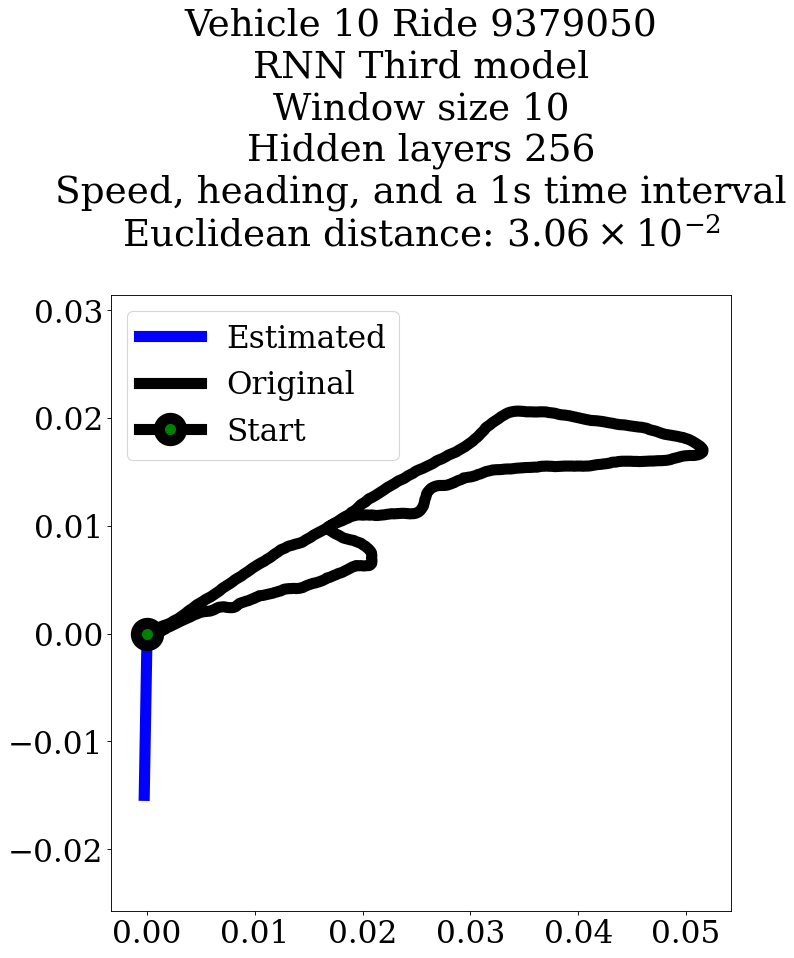 Vehicle 10 Ride 9379050
RNN Third model
Window size 10
Hidden layers 256
Speed, heading, and a 1s time interval
Euclidean distance: 3.06 × 10⁻²
Estimated
Original
Start
0.03
0.02
0.01
0.00
−0.01
−0.02
0.00 0.01 0.02 0.03 0.04 0.05